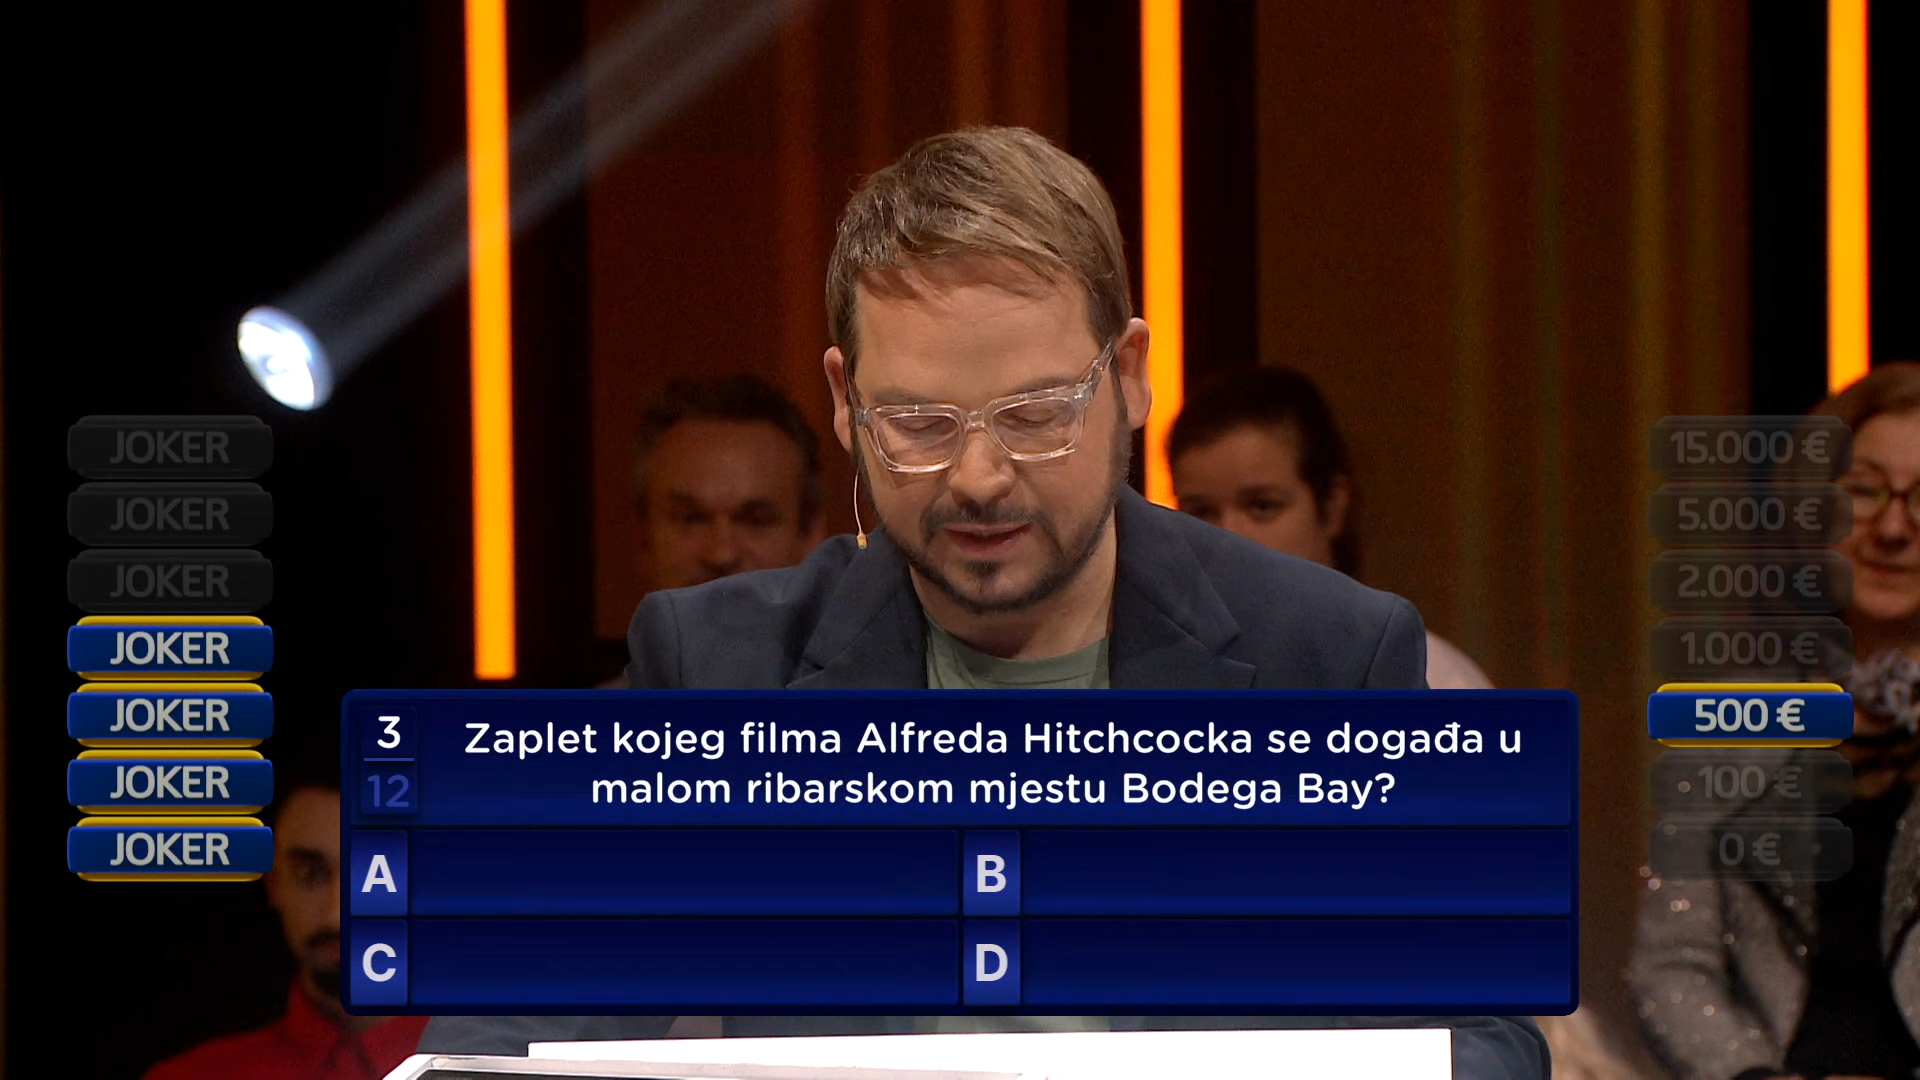 JOKER
JOKER
JOKER
JOKER
JOKER
JOKER
JOKER
15.000 €
5.000 €
2.000 €
1.000 €
500 €
100 €
0 €
3
12
Zaplet kojeg filma Alfreda Hitchcocka se događa u
malom ribarskom mjestu Bodega Bay?
A
B
C
D